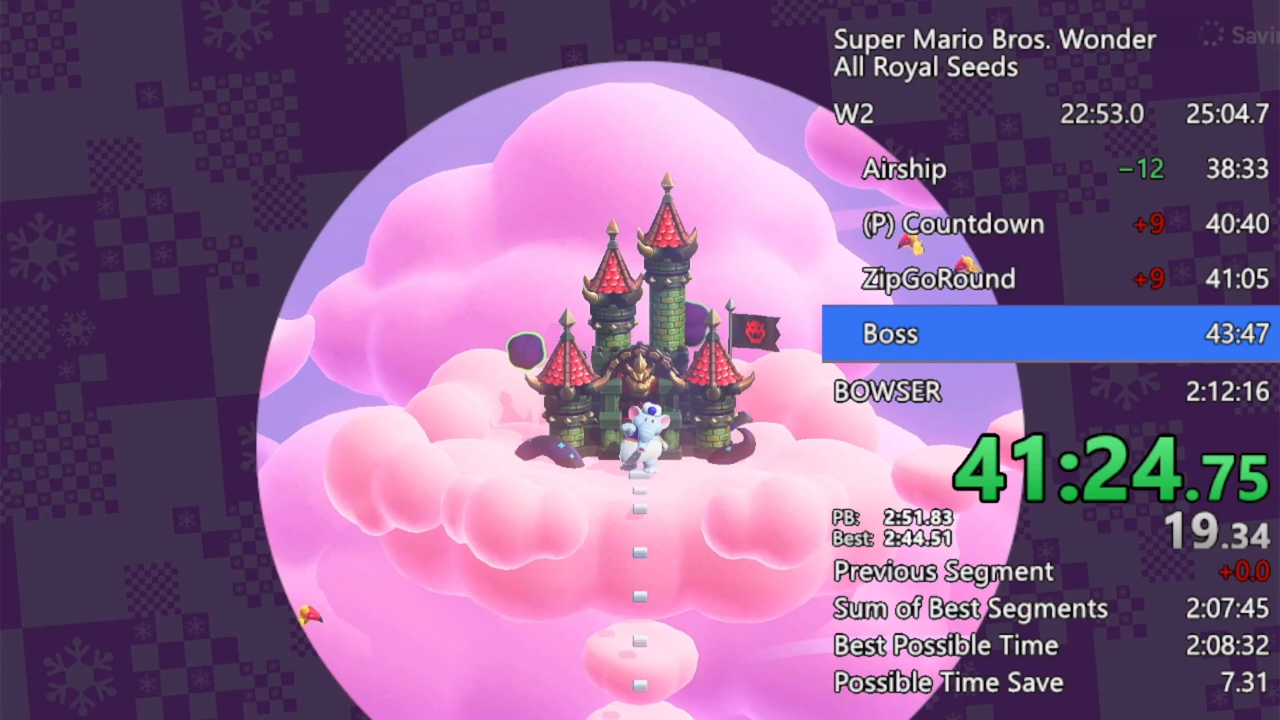 Super Mario Bros. Wonder
All Royal Seeds
W2 22:53.0 25:04.7
Airship −12 38:33
(P) Countdown +9 40:40
ZipGoRound +9 41:05
Boss 43:47
BOWSER 2:12:16
41:24.75
PB: 2:51.83
Best: 2:44.51
19.34
Previous Segment +0.0
Sum of Best Segments 2:07:45
Best Possible Time 2:08:32
Possible Time Save 7.31